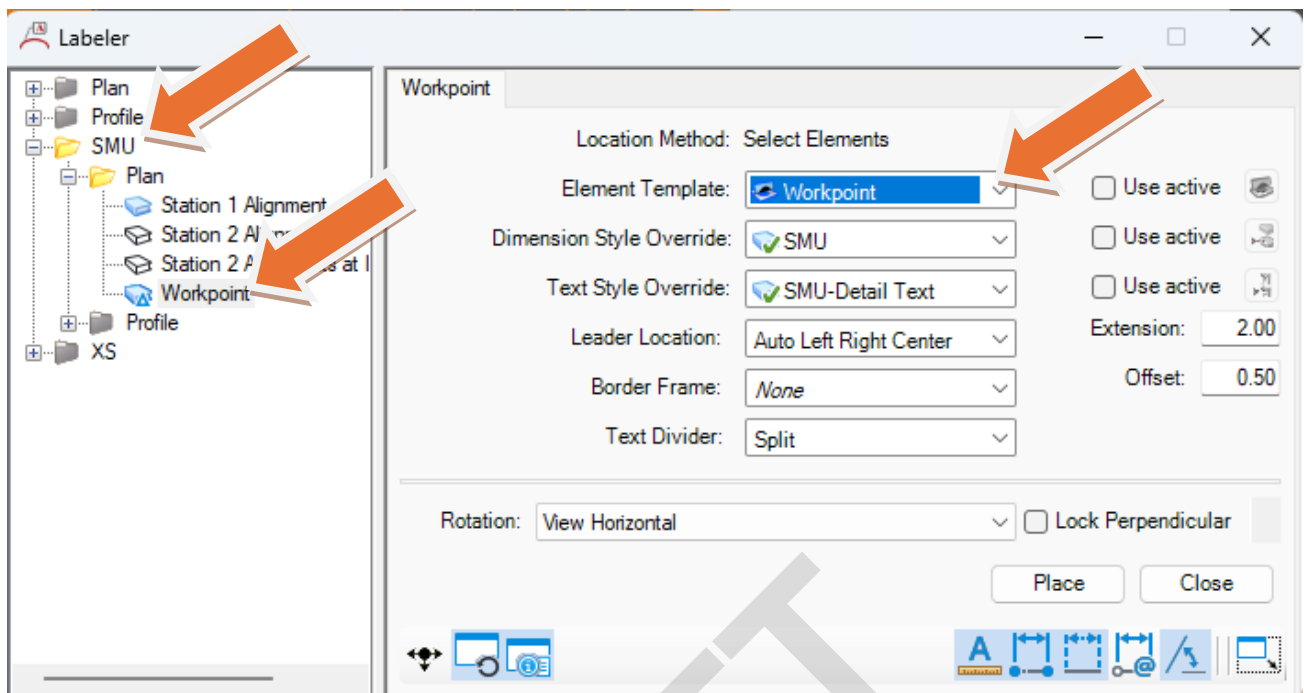 Labeler
Plan
Profile
SMU
Plan
Station 1 Alignment
Station 2
Station 2 at
Workpoint
Profile
XS
Workpoint
Location Method: Select Elements
Element Template: Workpoint Use active
Dimension Style Override: SMU Use active
Text Style Override: SMU-Detail Text Use active
Leader Location: Auto Left Right Center Extension: 2.00
Border Frame: None Offset: 0.50
Text Divider: Split
Rotation: View Horizontal Lock Perpendicular
Place Close